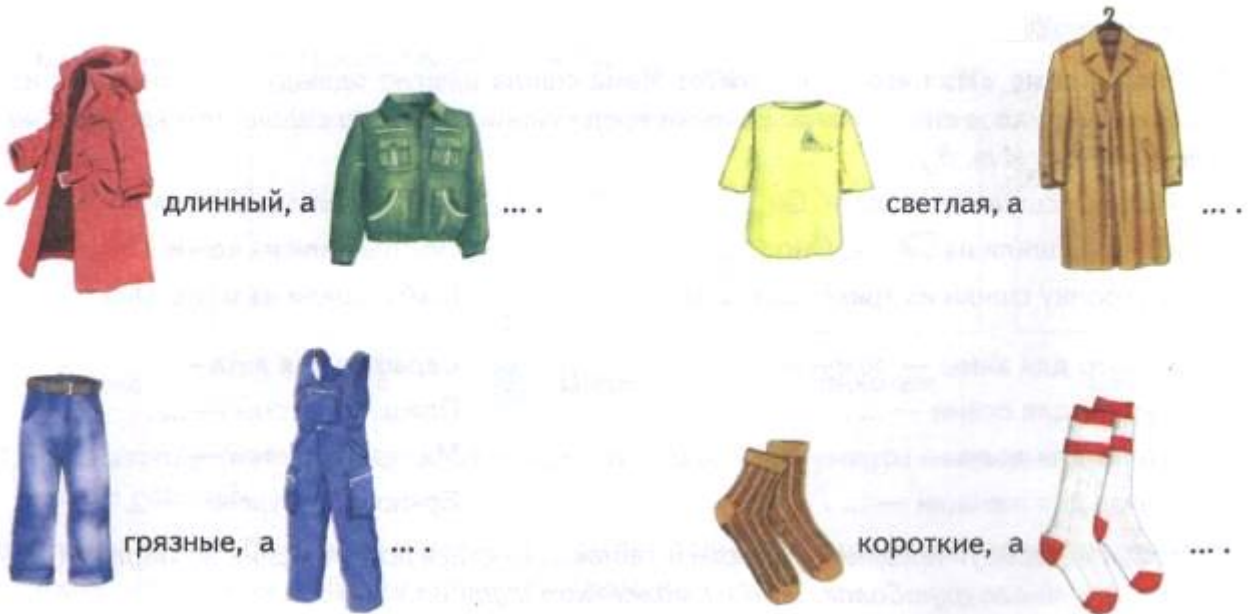 длинный, а ... .
светлая, а ... .
грязные, а ... .
короткие, а ... .